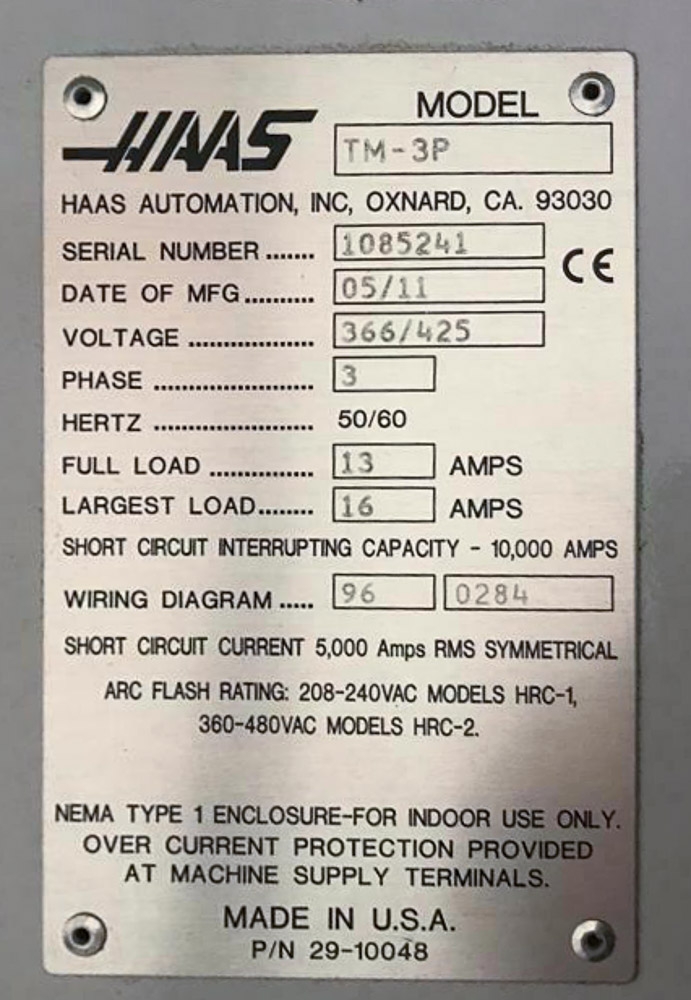 HAAS
MODEL
TM-3P
HAAS AUTOMATION, INC, OXNARD, CA. 93030
SERIAL NUMBER ....... 1085241
CE
DATE OF MFG.......... 05/11
VOLTAGE .................. 366/425
PHASE ....................... 3
HERTZ ....................... 50/60
FULL LOAD ............... 13 AMPS
LARGEST LOAD........ 16 AMPS
SHORT CIRCUIT INTERRUPTING CAPACITY - 10,000 AMPS
WIRING DIAGRAM ..... 96 0284
SHORT CIRCUIT CURRENT 5,000 Amps RMS SYMMETRICAL
ARC FLASH RATING: 208-240VAC MODELS HRC-1,
360-480VAC MODELS HRC-2.
NEMA TYPE 1 ENCLOSURE-FOR INDOOR USE ONLY.
OVER CURRENT PROTECTION PROVIDED
AT MACHINE SUPPLY TERMINALS.
MADE IN U.S.A.
P/N 29-10048